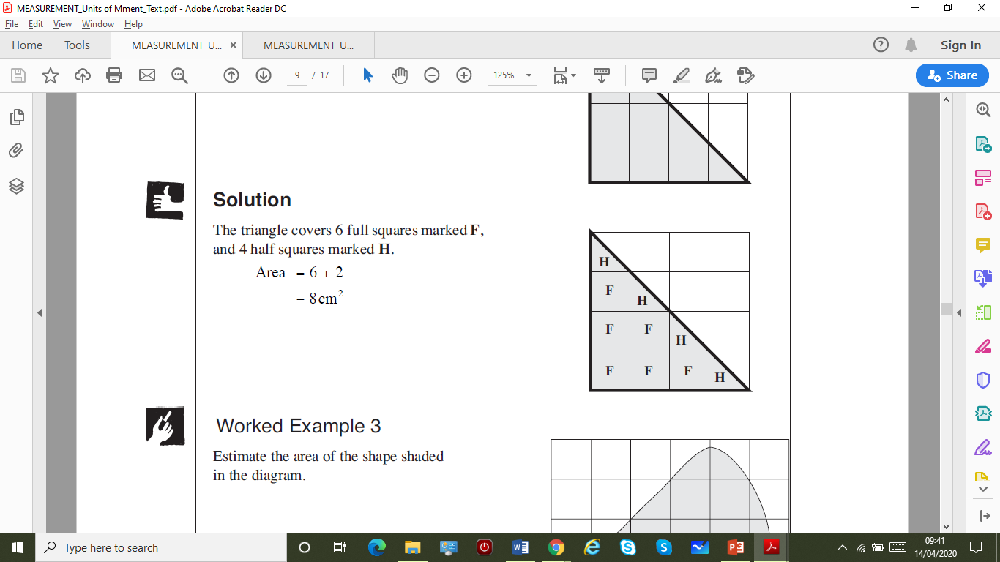 MEASUREMENT_Units of Mment_Text.pdf - Adobe Acrobat Reader DC
File Edit View Window Help
Home Tools MEASUREMENT_U... × MEASUREMENT_U... Sign In
9 / 17 125% Share
Solution
The triangle covers 6 full squares marked F,
and 4 half squares marked H.
Area = 6 + 2
= 8 cm²
H
F H
F F H
F F F H
Worked Example 3
Estimate the area of the shape shaded
in the diagram.
Type here to search
09:41
14/04/2020